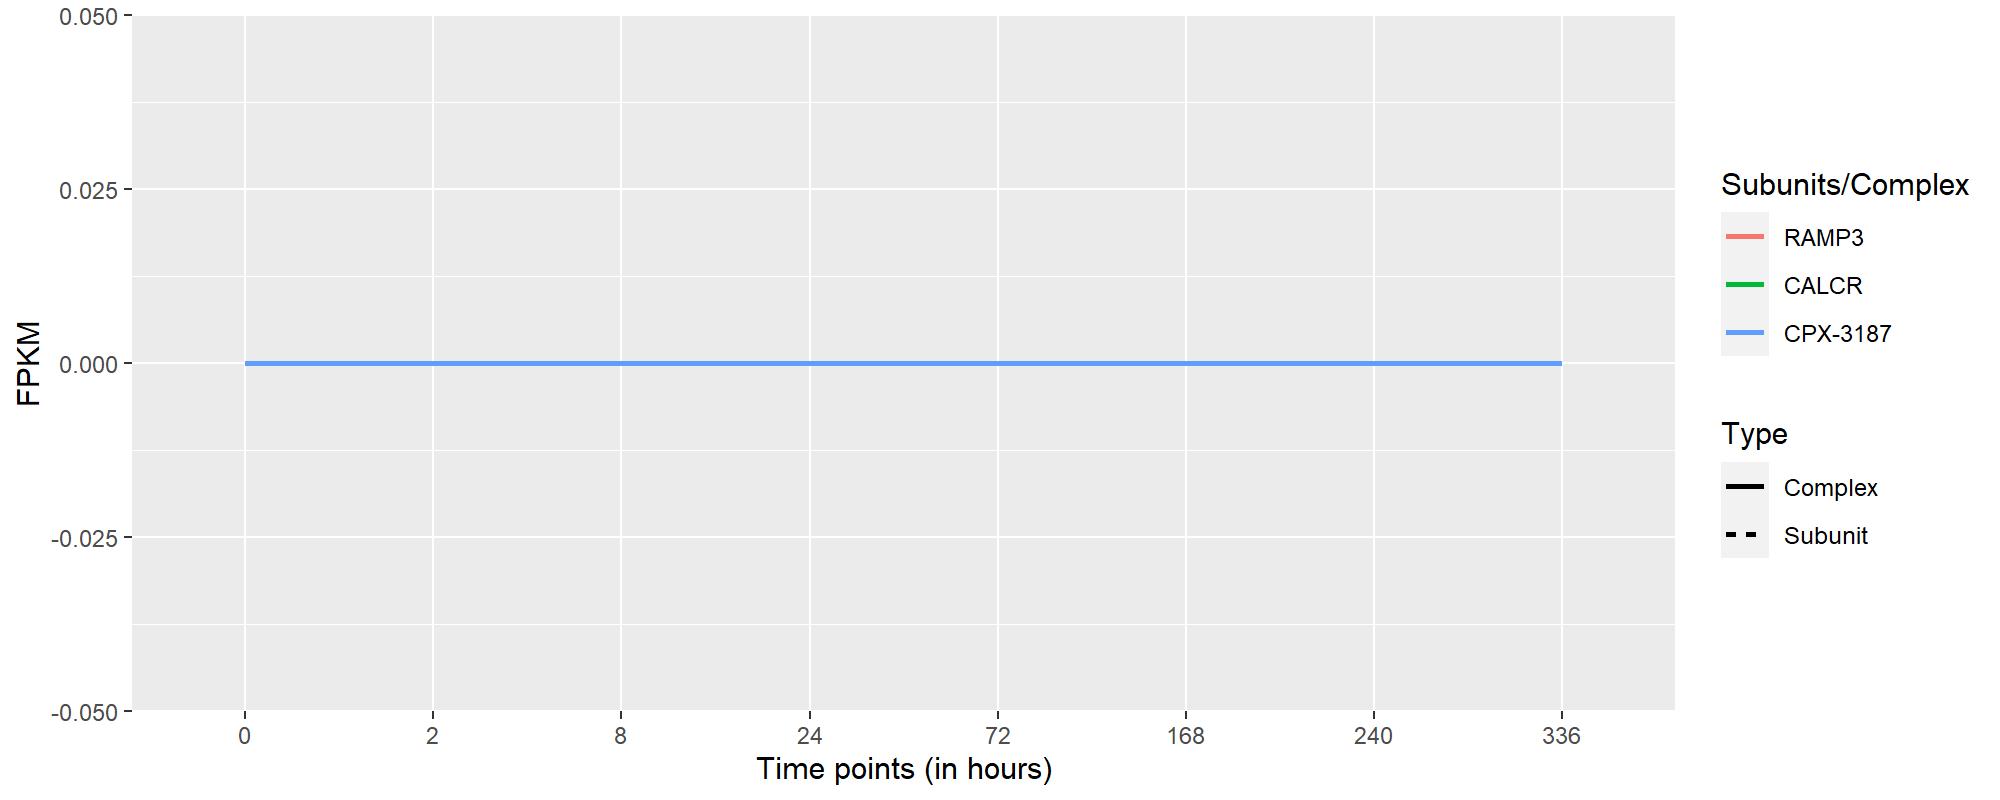 0.050
0.025
0.000
-0.025
-0.050
FPKM
0 2 8 24 72 168 240 336
Time points (in hours)
Subunits/Complex
RAMP3
CALCR
CPX-3187
Type
Complex
Subunit